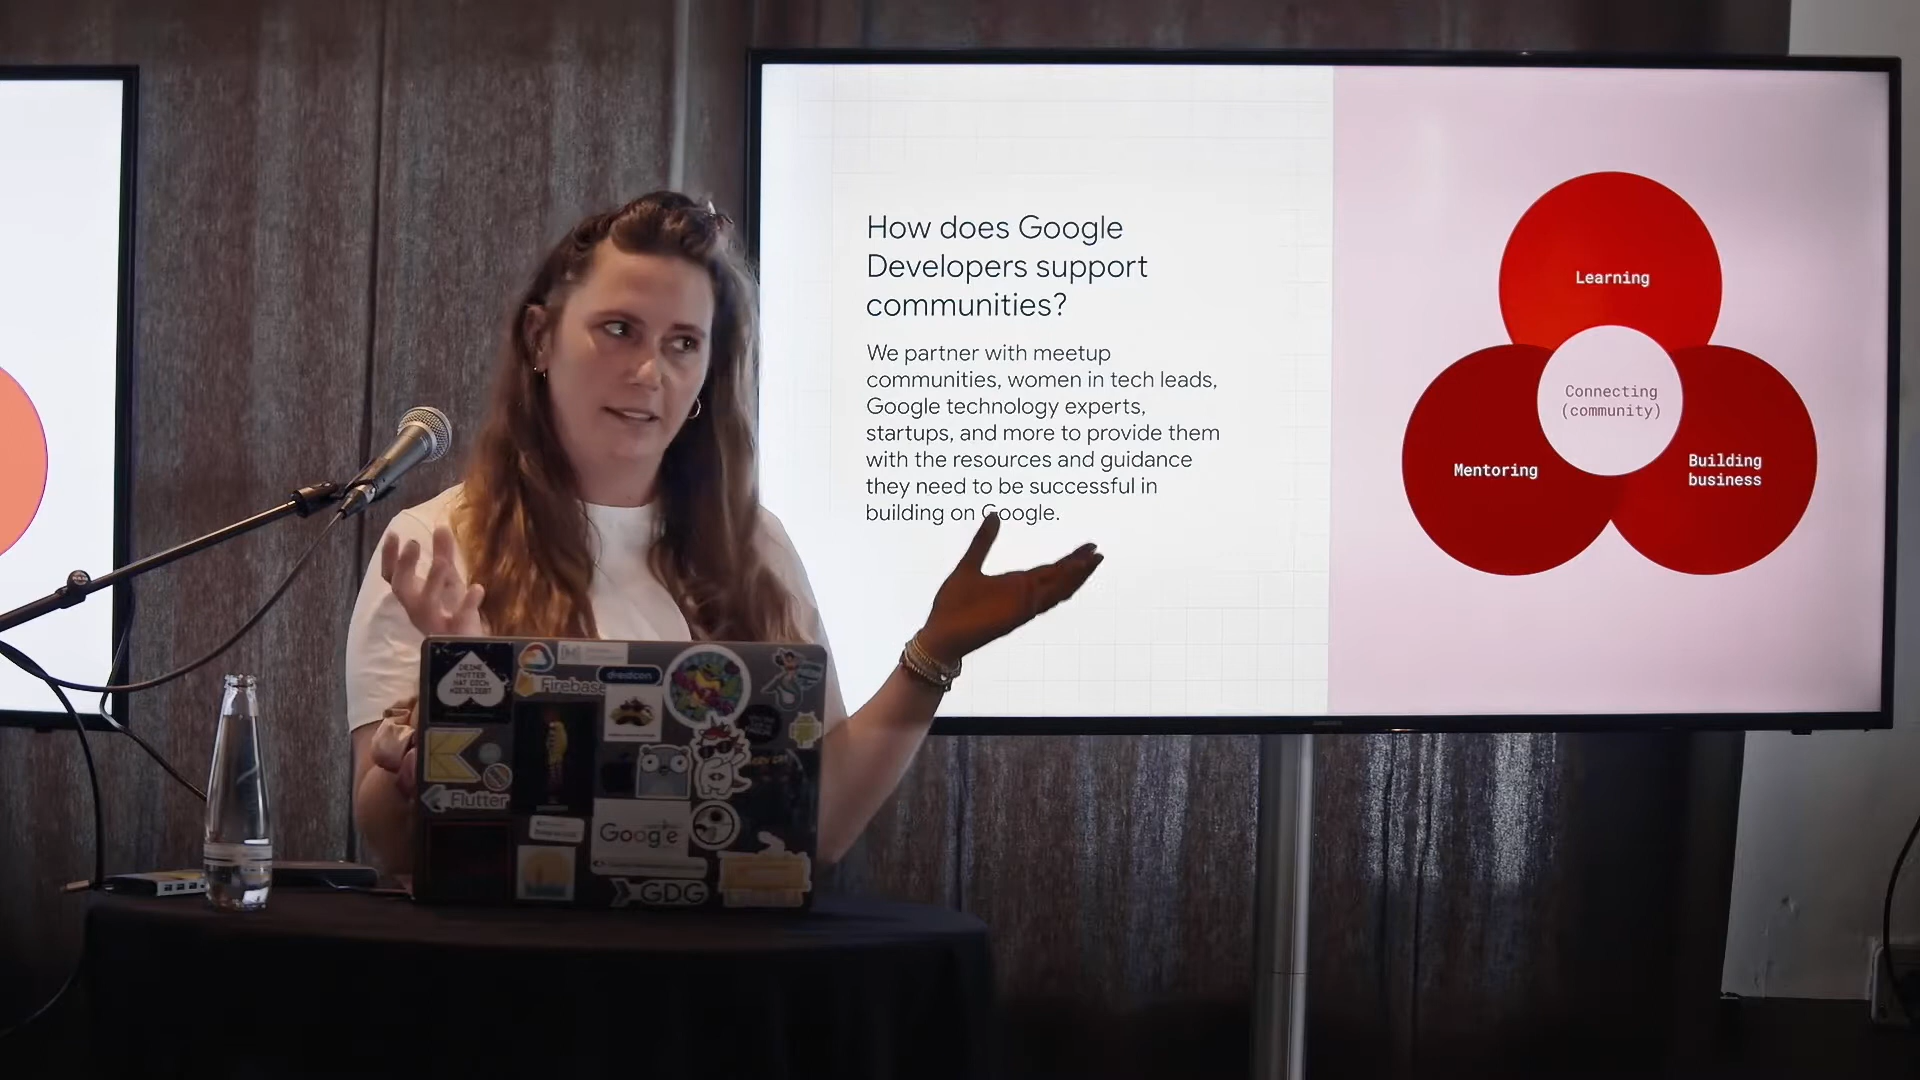 How does Google
Developers support
communities?
We partner with meetup
communities, women in tech leads,
Google technology experts,
startups, and more to provide them
with the resources and guidance
they need to be successful in
building on Google.
Learning
Connecting
(community)
Mentoring
Building
business
DEINE
MUTTER
HAT DICH
Firebase
droidcon
Flutter
Google
GDG